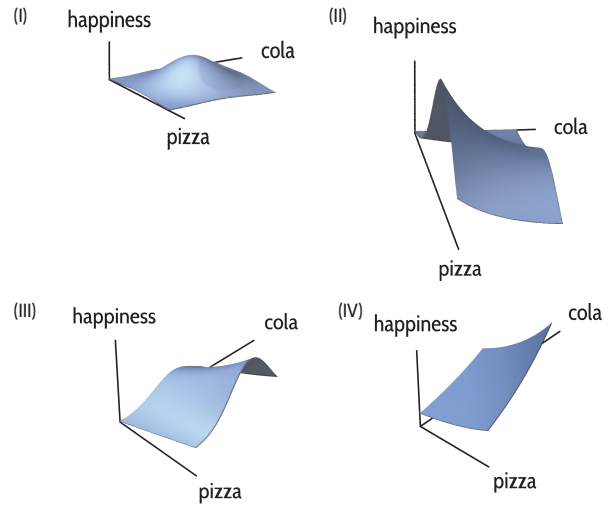 (I)
happiness
cola
pizza
(II)
happiness
cola
pizza
(III)
happiness
cola
pizza
(IV)
happiness
cola
pizza